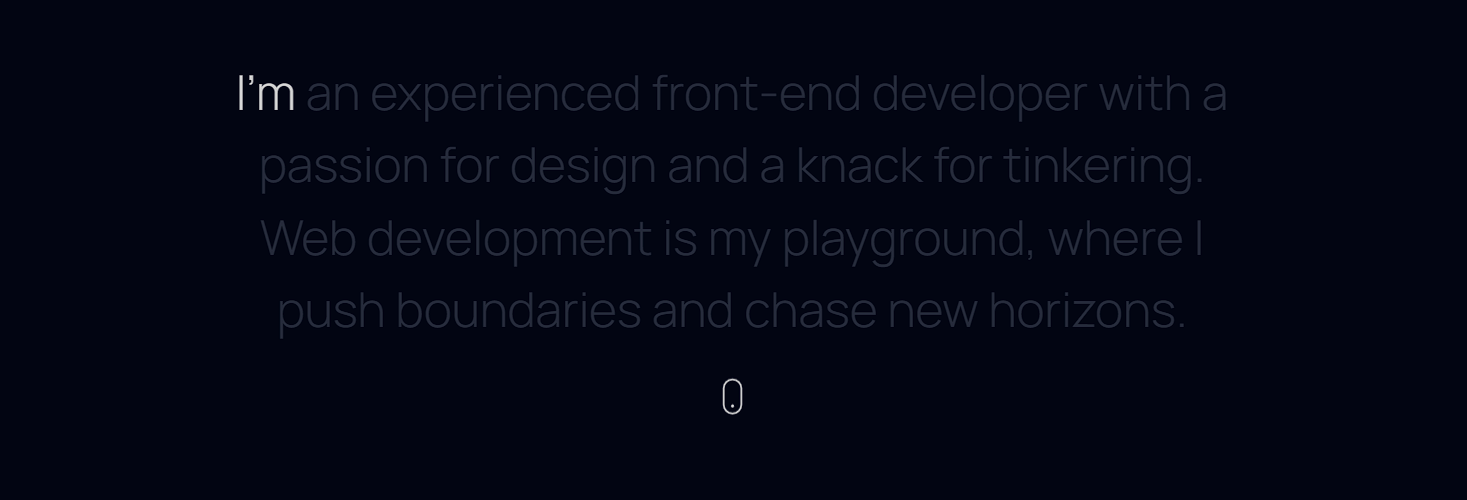 I’m an experienced front-end developer with a
passion for design and a knack for tinkering.
Web development is my playground, where I
push boundaries and chase new horizons.